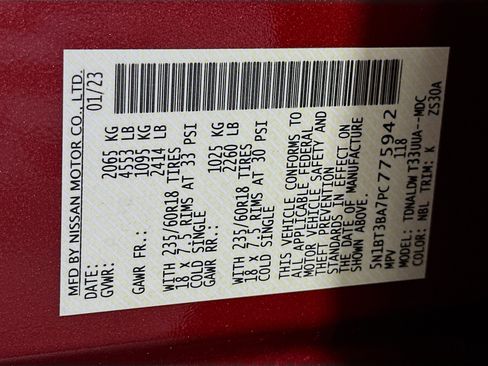 MFD BY NISSAN MOTOR CO., LTD.
DATE: 01/23
GVWR: 2065 KG
4553 LB
GAWR FR.: 1095 KG
2414 LB
WITH 235/60R18 TIRES
18 X 7.5 RIMS AT 33 PSI
COLD SINGLE
GAWR RR.: 1025 KG
2260 LB
WITH 235/60R18 TIRES
18 X 7.5 RIMS AT 30 PSI
COLD SINGLE
THIS VEHICLE CONFORMS TO
ALL APPLICABLE FEDERAL
MOTOR VEHICLE SAFETY AND
THEFT PREVENTION
STANDARDS IN EFFECT ON
THE DATE OF MANUFACTURE
SHOWN ABOVE.
5N1BT3BA7PC775942
MPV 118
MODEL: TONALDWT33UUA--MDC
COLOR: NBL TRIM: K ZS30A